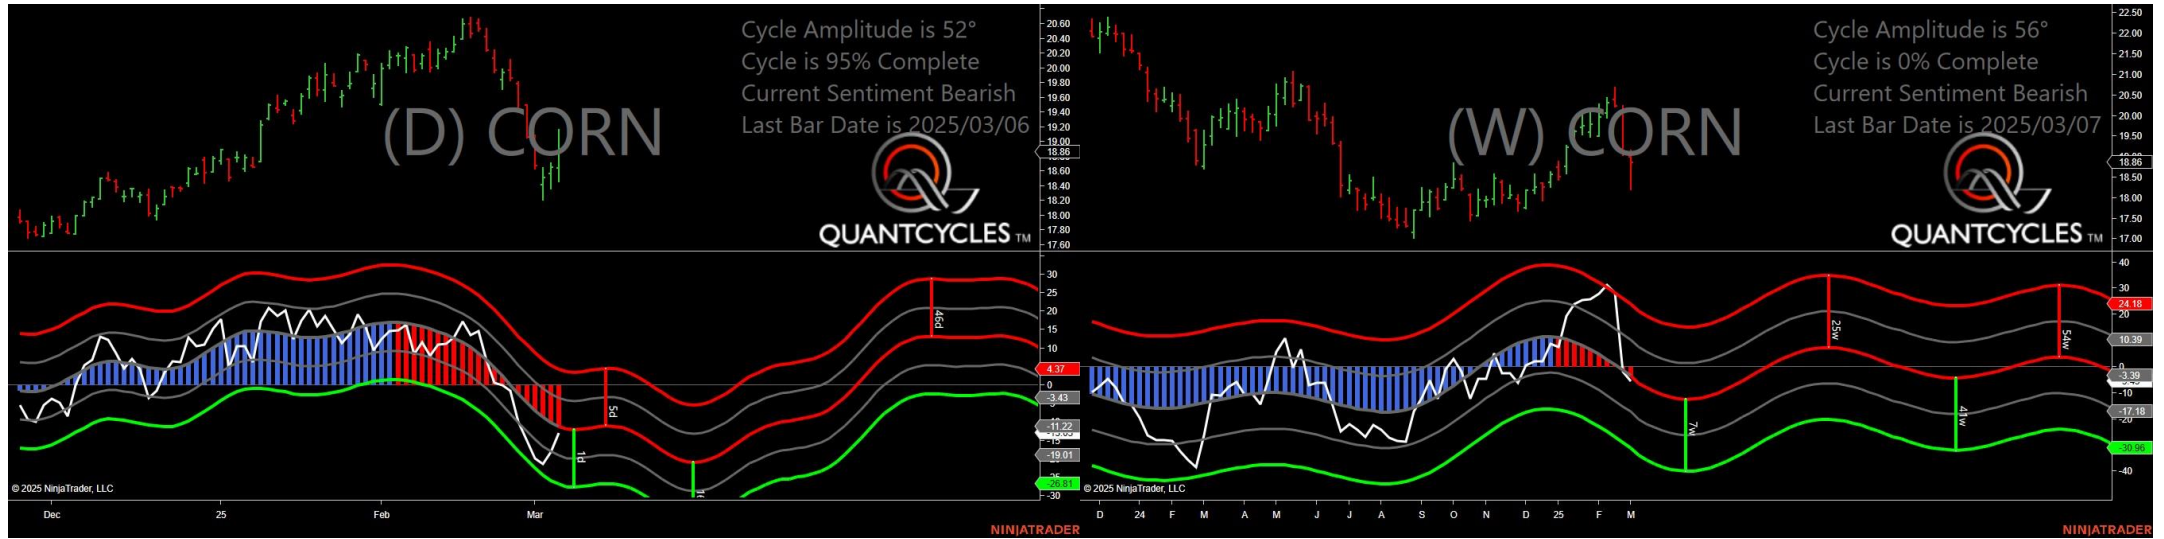 Cycle Amplitude is 52°
Cycle is 95% Complete
Current Sentiment Bearish
Last Bar Date is 2025/03/06
(D) CORN
QUANTCYCLES TM
20.60
20.40
20.20
20.00
19.80
19.60
19.40
19.20
19.00
18.86
18.60
18.40
18.20
18.00
17.80
17.60
30
25
20
15
10
4.37
0
-3.43
-11.22
-15
-19.01
-26.81
-30
46d
5d
1d
© 2025 NinjaTrader, LLC
Dec
25
Feb
Mar
NINJATRADER
Cycle Amplitude is 56°
Cycle is 0% Complete
Current Sentiment Bearish
Last Bar Date is 2025/03/07
(W) CORN
QUANTCYCLES TM
22.50
22.00
21.50
21.00
20.50
20.00
19.50
18.86
18.50
18.00
17.50
17.00
40
30
24.18
20
10.39
0
-3.39
-10
-17.18
-20
-30.96
-40
25w
54w
7w
41w
© 2025 NinjaTrader, LLC
D 24 F M A M J J A S O N D 25 F M
NINJATRADER